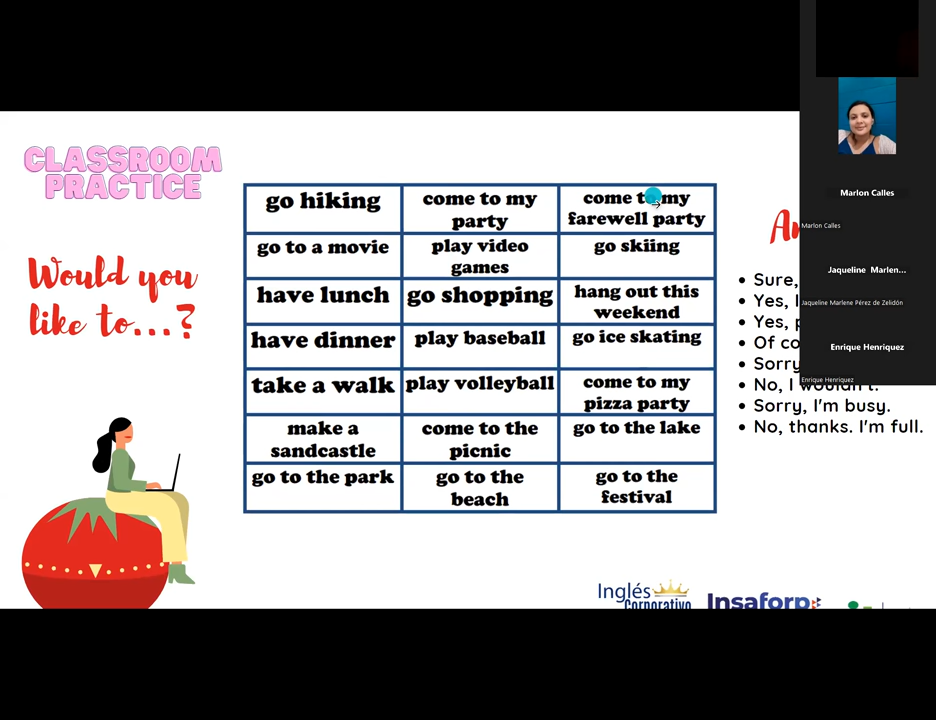 CLASSROOM
PRACTICE
Would you
like to...?
go hiking
come to my
party
come to my
farewell party
go to a movie
play video
games
go skiing
have lunch
go shopping
hang out this
weekend
have dinner
play baseball
go ice skating
take a walk
play volleyball
come to my
pizza party
make a
sandcastle
come to the
picnic
go to the lake
go to the park
go to the
beach
go to the
festival
Sure,
Yes,
Yes,
Sorry
No, I wouldn't.
Sorry, I'm busy.
No, thanks. I'm full.
Marlon Calles
Marlon Calles
Jaqueline Marlen...
Jaqueline Marlene Pérez de Zelidón
Enrique Henriquez
Enrique Henriquez
Inglés
Corporativo
Insaforp